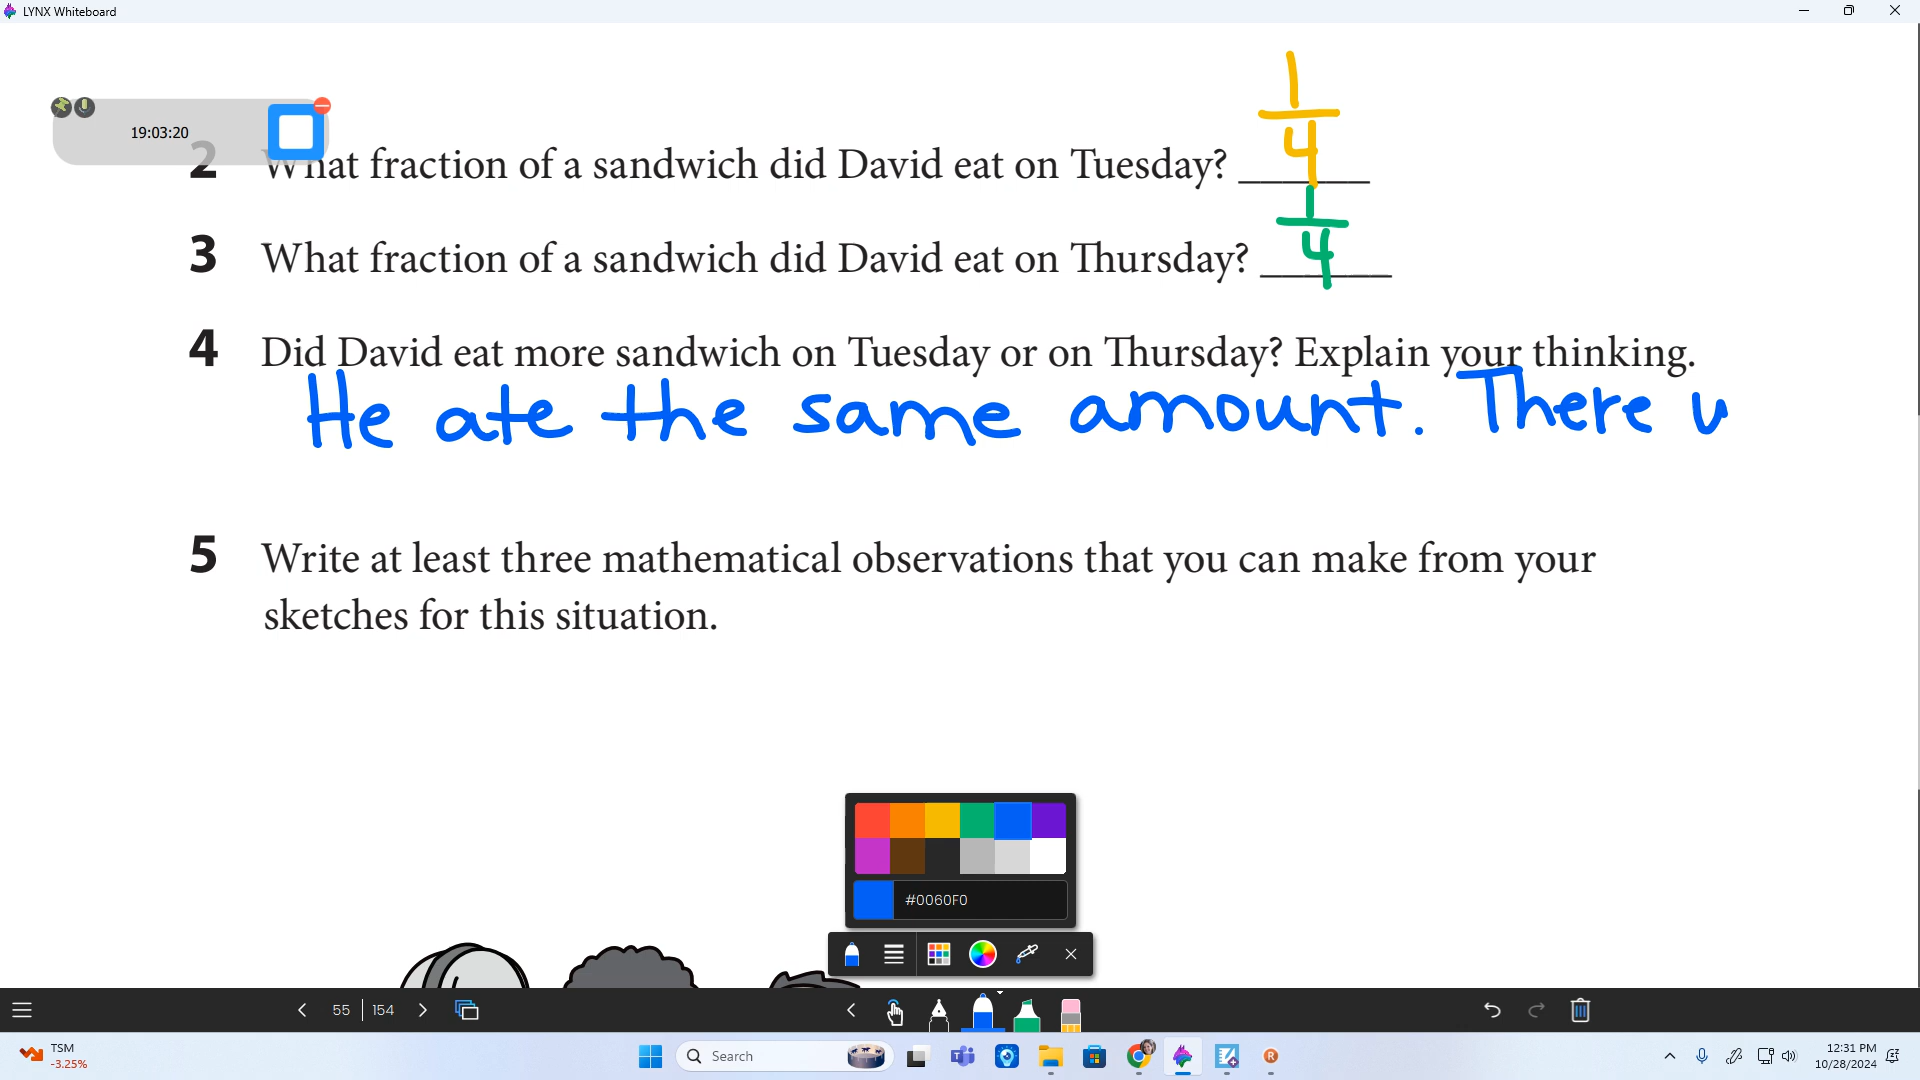 LYNX Whiteboard
19:03:20
1
4
2 What fraction of a sandwich did David eat on Tuesday? ______
1
4
3 What fraction of a sandwich did David eat on Thursday? ______
4 Did David eat more sandwich on Tuesday or on Thursday? Explain your thinking.
He ate the same amount. There
5 Write at least three mathematical observations that you can make from your
sketches for this situation.
#0060F0
55 154
TSM
-3.25%
Search
12:31 PM
10/28/2024